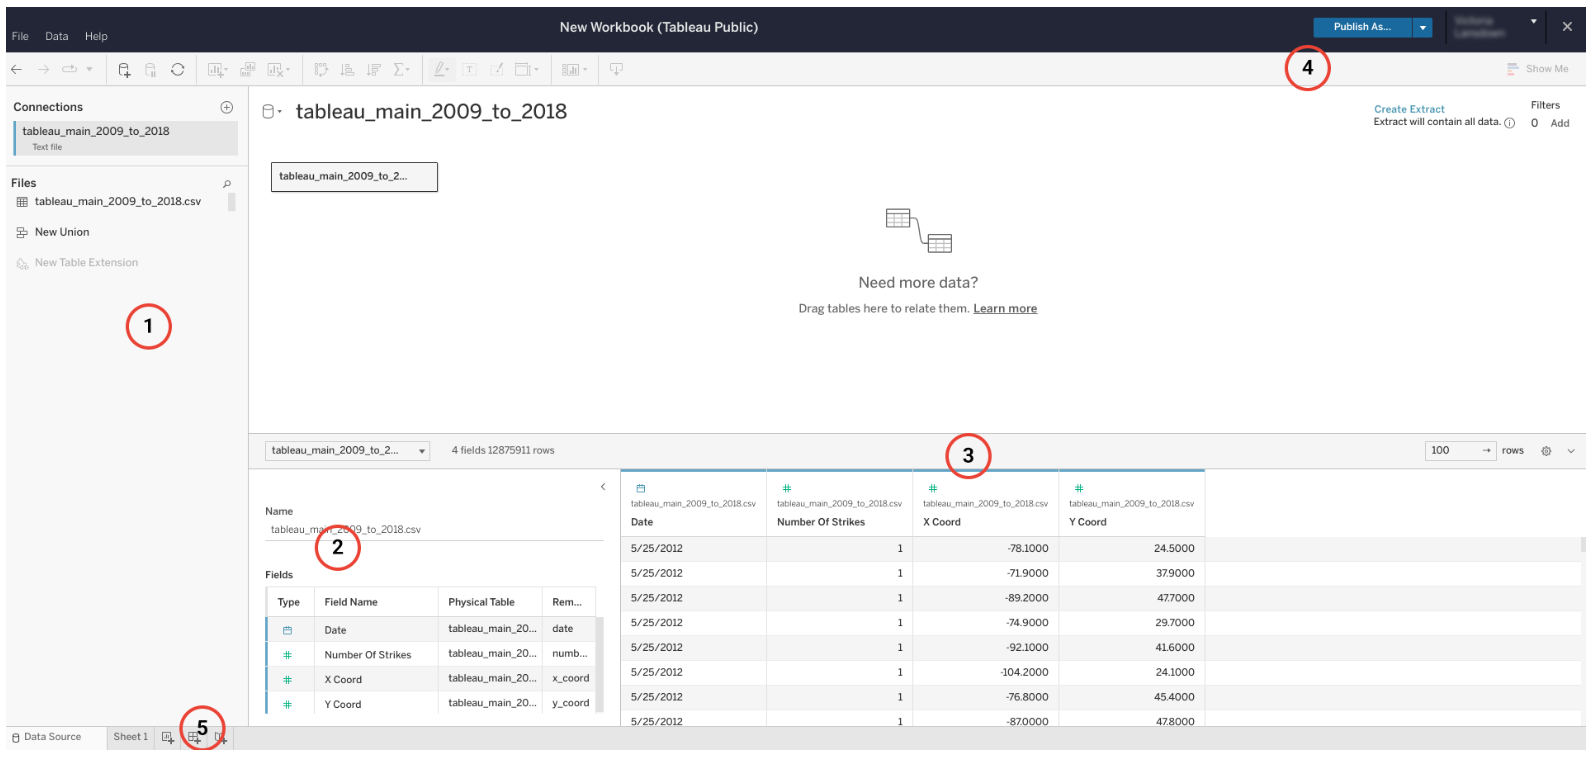 New Workbook (Tableau Public)
Publish As...
File Data Help
4
Show Me
Connections
tableau_main_2009_to_2018
Text file
Files
tableau_main_2009_to_2018.csv
New Union
New Table Extension
1
tableau_main_2009_to_2018
Create Extract
Extract will contain all data.
Filters
0 Add
tableau_main_2009_to_2...
Need more data?
Drag tables here to relate them. Learn more
tableau_main_2009_to_2...
4 fields 12875911 rows
3
100 → rows
Name
tableau_main_2009_to_2018.csv
2
Fields
Type Field Name Physical Table Rem...
Date tableau_main_20... date
# Number Of Strikes tableau_main_20... numb...
# X Coord tableau_main_20... x_coord
# Y Coord tableau_main_20... y_coord
# # #
tableau_main_2009_to_2018.csv tableau_main_2009_to_2018.csv tableau_main_2009_to_2018.csv tableau_main_2009_to_2018.csv
Date Number Of Strikes X Coord Y Coord
5/25/2012 1 -78.1000 24.5000
5/25/2012 1 -71.9000 37.9000
5/25/2012 1 -89.2000 47.7000
5/25/2012 1 -74.9000 29.7000
5/25/2012 1 -92.1000 41.6000
5/25/2012 1 -104.2000 24.1000
5/25/2012 1 -76.8000 45.4000
5/25/2012 1 -87.0000 47.8000
5
Data Source Sheet 1